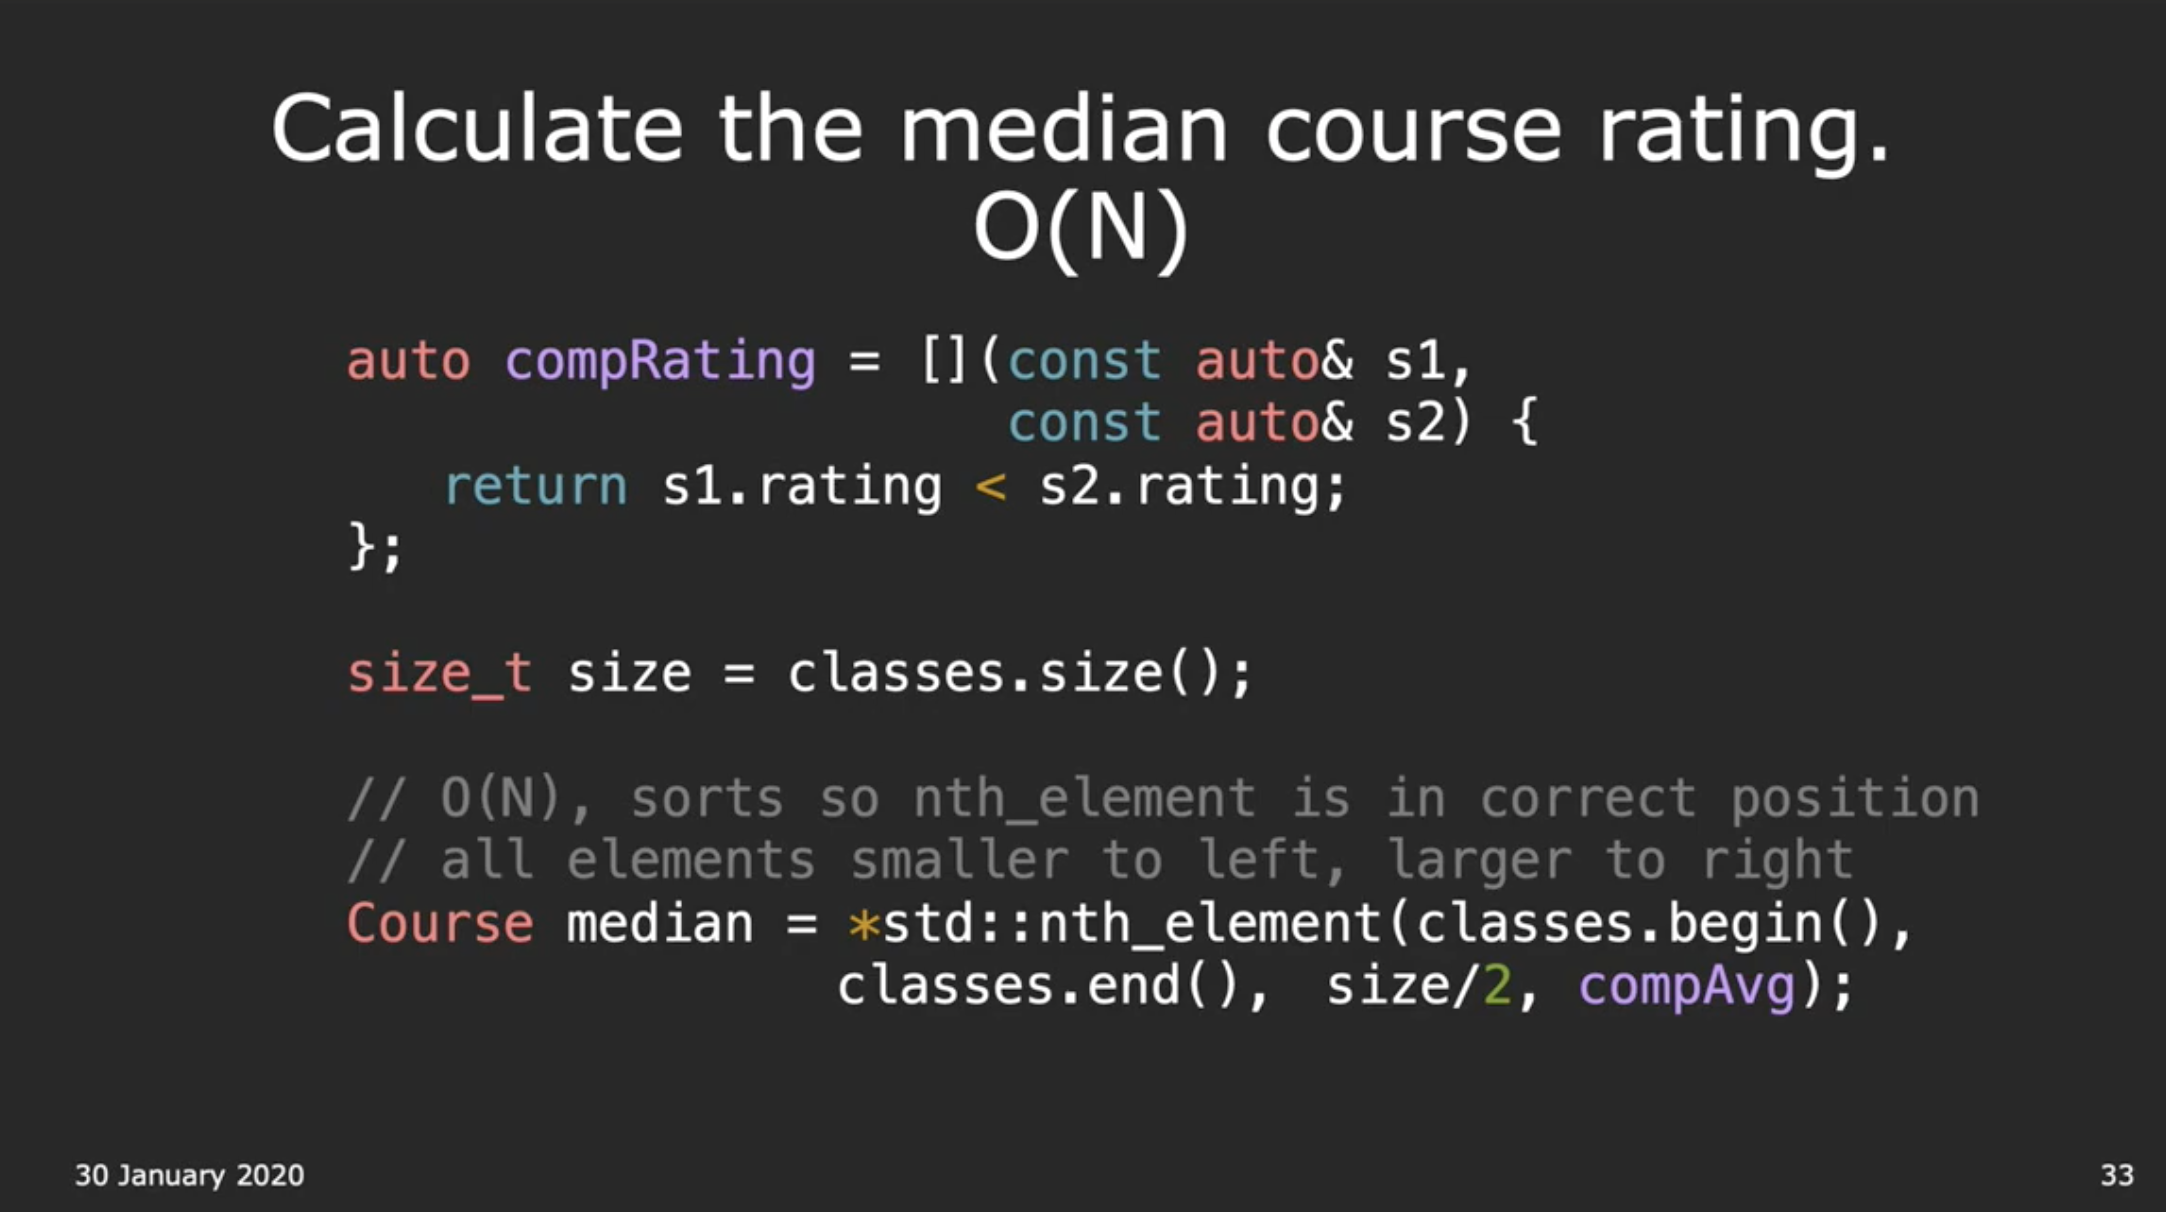 Calculate the median course rating.
O(N)
auto compRating = [](const auto& s1,
const auto& s2) {
return s1.rating < s2.rating;
};
size_t size = classes.size();
// O(N), sorts so nth_element is in correct position
// all elements smaller to left, larger to right
Course median = *std::nth_element(classes.begin(),
classes.end(), size/2, compAvg);
30 January 2020
33